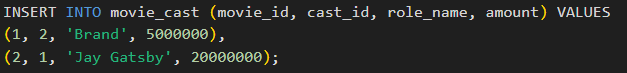 INSERT INTO movie_cast (movie_id, cast_id, role_name, amount) VALUES
(1, 2, 'Brand', 5000000),
(2, 1, 'Jay Gatsby', 20000000);